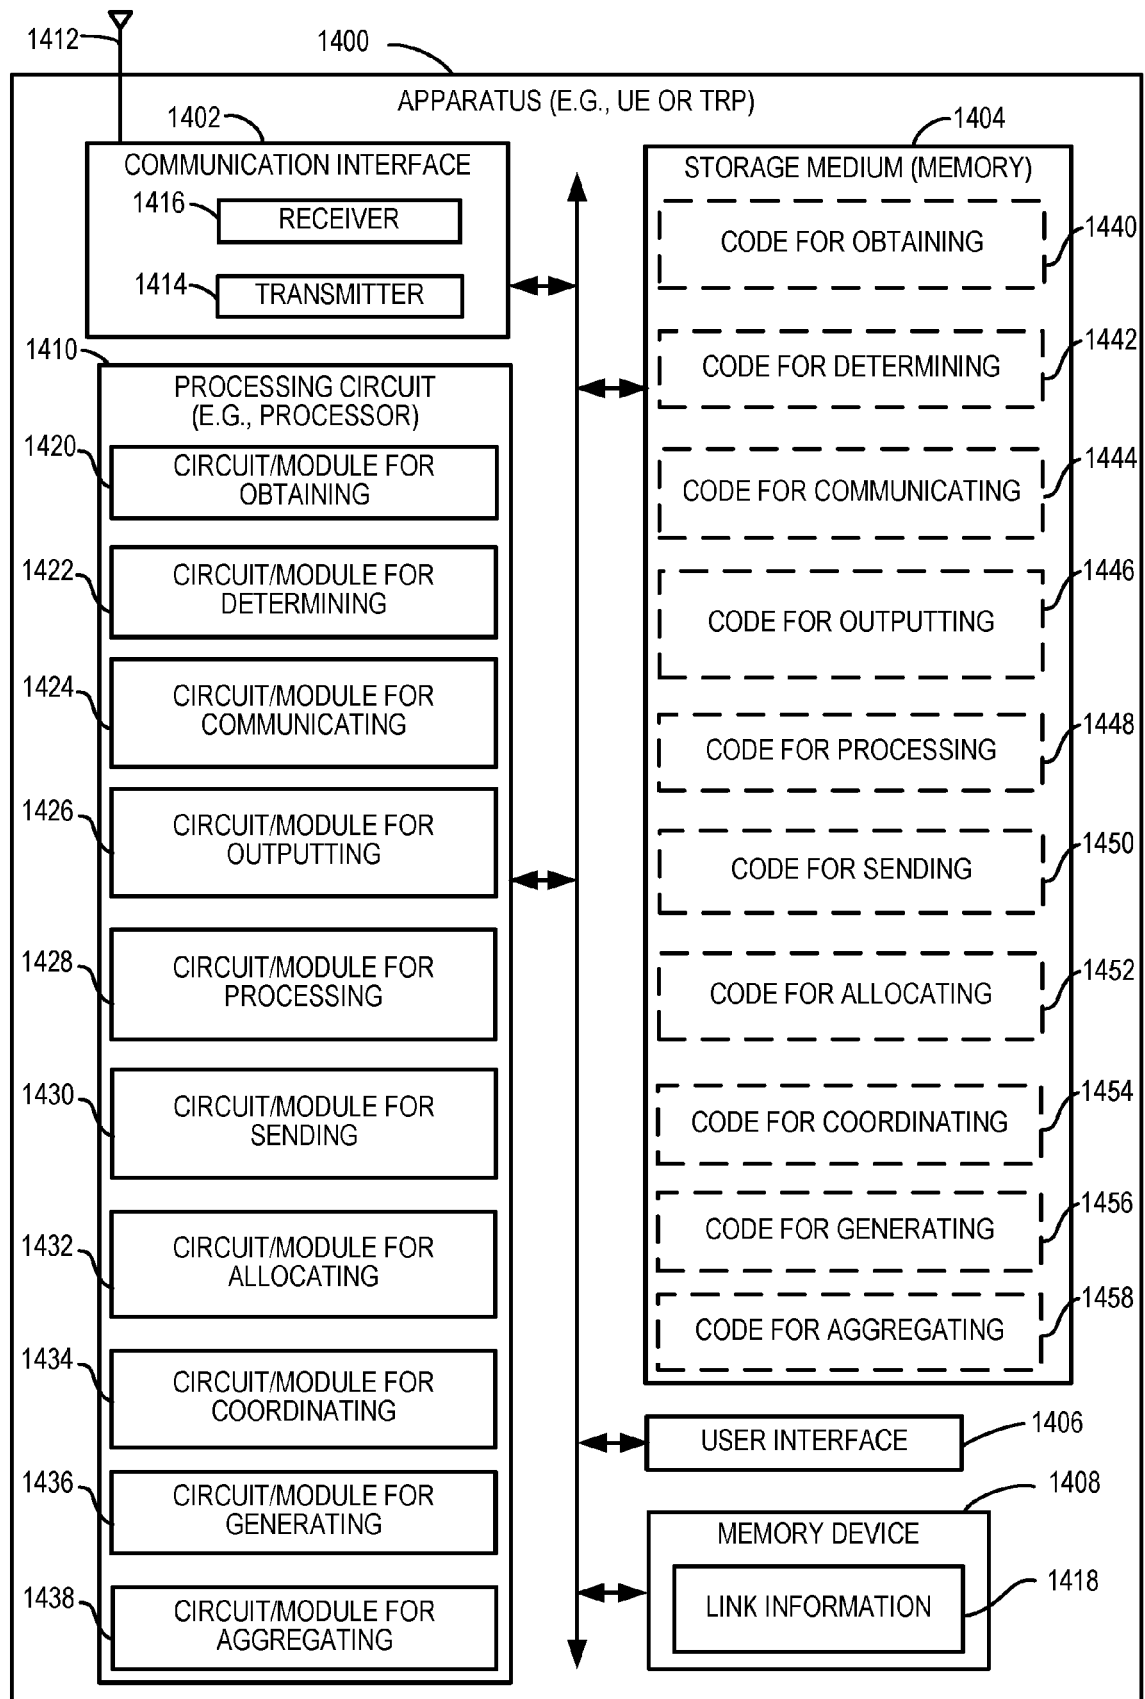 1412
1400
APPARATUS (E.G., UE OR TRP)
1402
COMMUNICATION INTERFACE
1416
RECEIVER
1414
TRANSMITTER
1410
PROCESSING CIRCUIT
(E.G., PROCESSOR)
1420
CIRCUIT/MODULE FOR
OBTAINING
1422
CIRCUIT/MODULE FOR
DETERMINING
1424
CIRCUIT/MODULE FOR
COMMUNICATING
1426
CIRCUIT/MODULE FOR
OUTPUTTING
1428
CIRCUIT/MODULE FOR
PROCESSING
1430
CIRCUIT/MODULE FOR
SENDING
1432
CIRCUIT/MODULE FOR
ALLOCATING
1434
CIRCUIT/MODULE FOR
COORDINATING
1436
CIRCUIT/MODULE FOR
GENERATING
1438
CIRCUIT/MODULE FOR
AGGREGATING
1404
STORAGE MEDIUM (MEMORY)
CODE FOR OBTAINING
1440
CODE FOR DETERMINING
1442
CODE FOR COMMUNICATING
1444
CODE FOR OUTPUTTING
1446
CODE FOR PROCESSING
1448
CODE FOR SENDING
1450
CODE FOR ALLOCATING
1452
CODE FOR COORDINATING
1454
CODE FOR GENERATING
1456
CODE FOR AGGREGATING
1458
USER INTERFACE
1406
1408
MEMORY DEVICE
LINK INFORMATION
1418